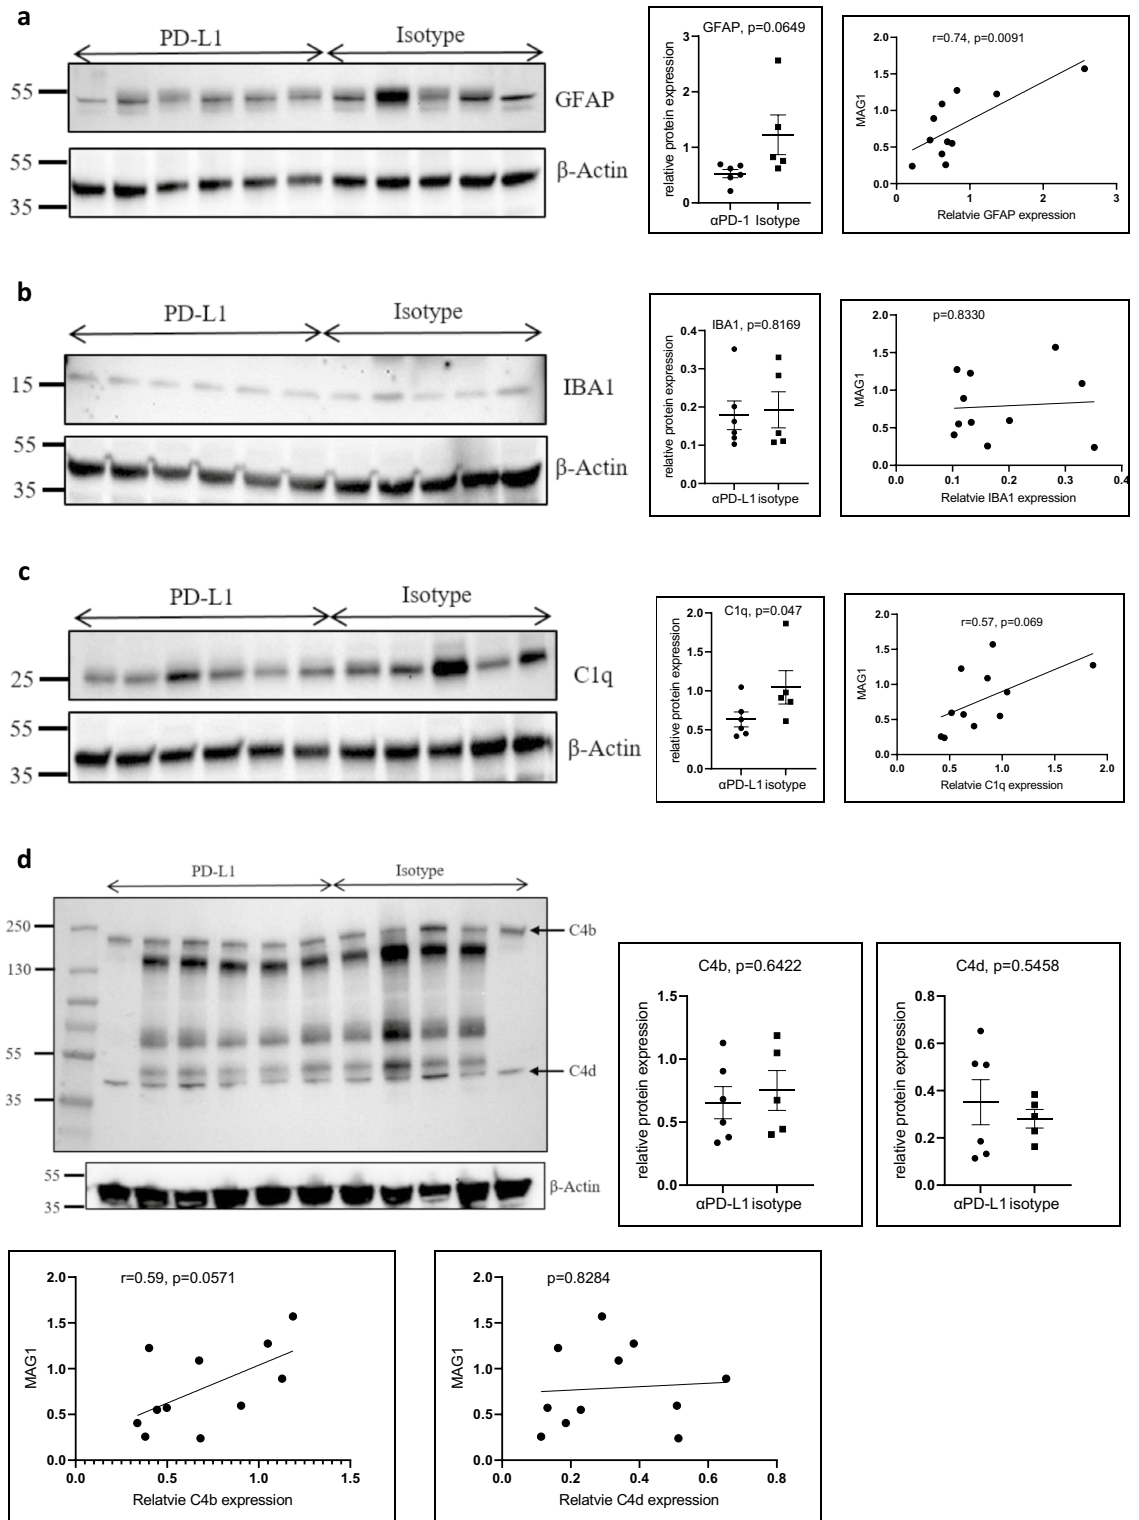 a
PD-L1
Isotype
55
GFAP
55
35
β-Actin
GFAP, p=0.0649
3
2
1
0
relative protein expression
αPD-1 Isotype
r=0.74, p=0.0091
2.0
1.5
1.0
0.5
0.0
MAG1
0 1 2 3
Relatvie GFAP expression
b
PD-L1
Isotype
15
IBA1
55
35
β-Actin
IBA1, p=0.8169
0.4
0.3
0.2
0.1
0.0
relative protein expression
αPD-L1 isotype
p=0.8330
2.0
1.5
1.0
0.5
0.0
MAG1
0.0 0.1 0.2 0.3 0.4
Relatvie IBA1 expression
c
PD-L1
Isotype
25
C1q
55
35
β-Actin
C1q, p=0.047
2.0
1.5
1.0
0.5
0.0
relative protein expression
αPD-L1 isotype
r=0.57, p=0.069
2.0
1.5
1.0
0.5
0.0
MAG1
0.0 0.5 1.0 1.5 2.0
Relatvie C1q expression
d
PD-L1
Isotype
250
130
55
35
C4b
C4d
55
35
β-Actin
C4b, p=0.6422
1.5
1.0
0.5
0.0
relative protein expression
αPD-L1 isotype
C4d, p=0.5458
0.8
0.6
0.4
0.2
0.0
relative protein expression
αPD-L1 isotype
r=0.59, p=0.0571
2.0
1.5
1.0
0.5
0.0
MAG1
0.0 0.5 1.0 1.5
Relatvie C4b expression
p=0.8284
2.0
1.5
1.0
0.5
0.0
MAG1
0.0 0.2 0.4 0.6 0.8
Relatvie C4d expression